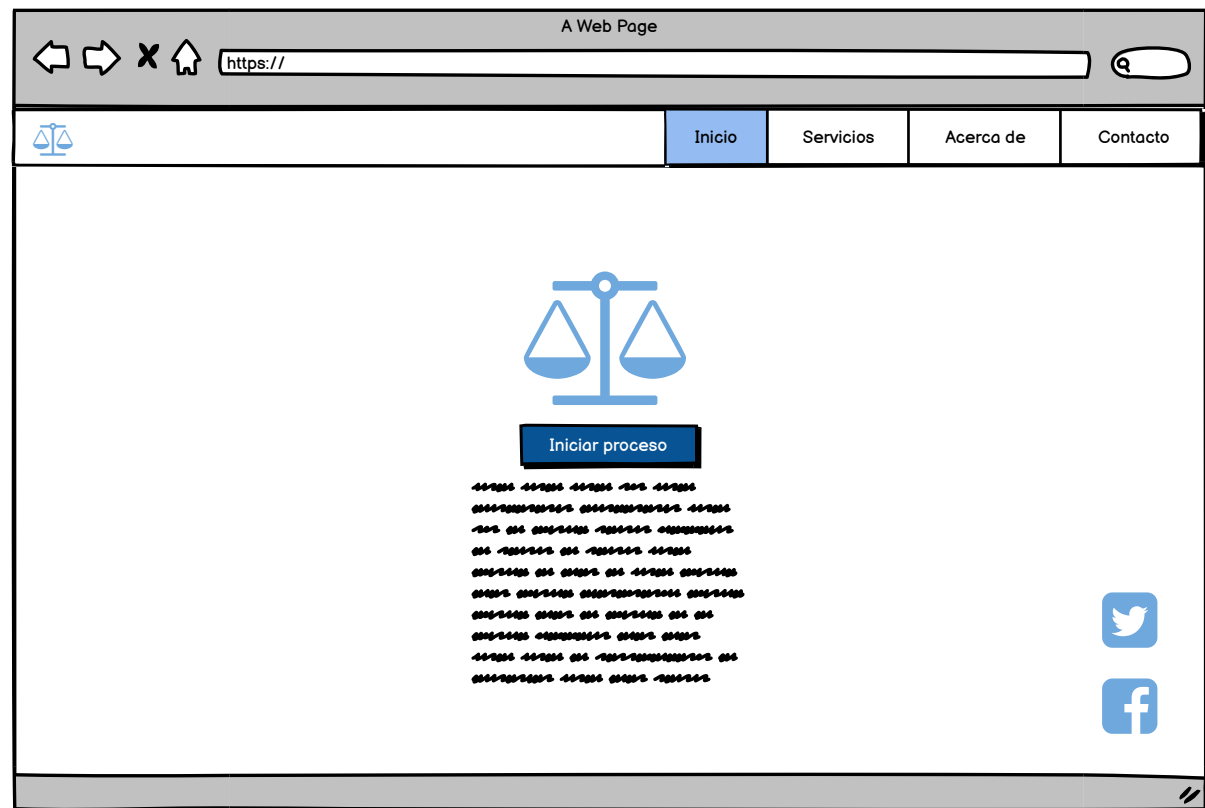 A Web Page
https://
Inicio Servicios Acerca de Contacto
Iniciar proceso